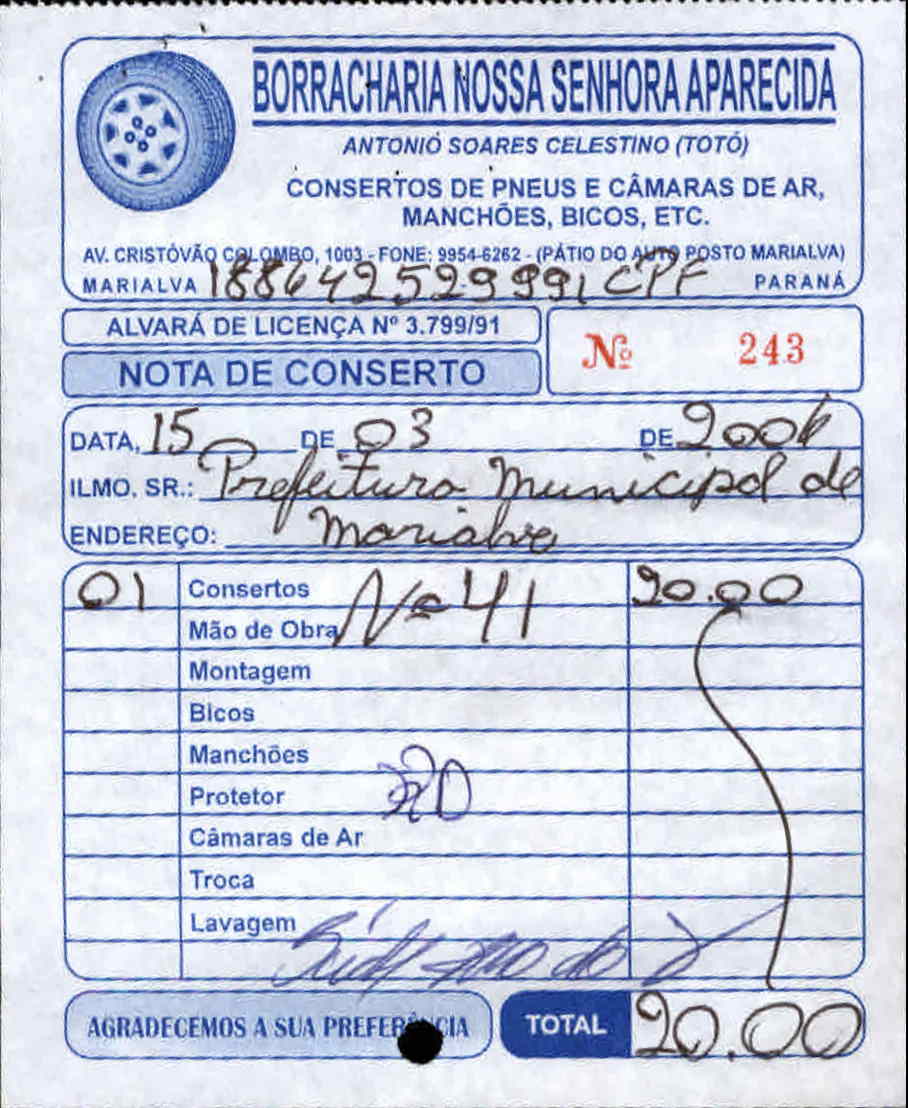 BORRACHARIA NOSSA SENHORA APARECIDA
ANTONIO SOARES CELESTINO (TOTÓ)
CONSERTOS DE PNEUS E CÂMARAS DE AR,
MANCHÕES, BICOS, ETC.
AV. CRISTÓVÃO COLOMBO, 1003 - FONE: 9954-6262 - (PÁTIO DO AUTO POSTO MARIALVA)
MARIALVA 188642529991 CPF PARANÁ
ALVARÁ DE LICENÇA Nº 3.799/91
Nº 243
NOTA DE CONSERTO
DATA, 15 DE 03 DE 2006
ILMO. SR.: Prefeitura Municipal de
ENDEREÇO: Marialva
01 Consertos Nº 41 20.00
Mão de Obra
Montagem
Bicos
Manchões
Protetor
Câmaras de Ar
Troca
Lavagem
AGRADECEMOS A SUA PREFERÊNCIA TOTAL 20.00